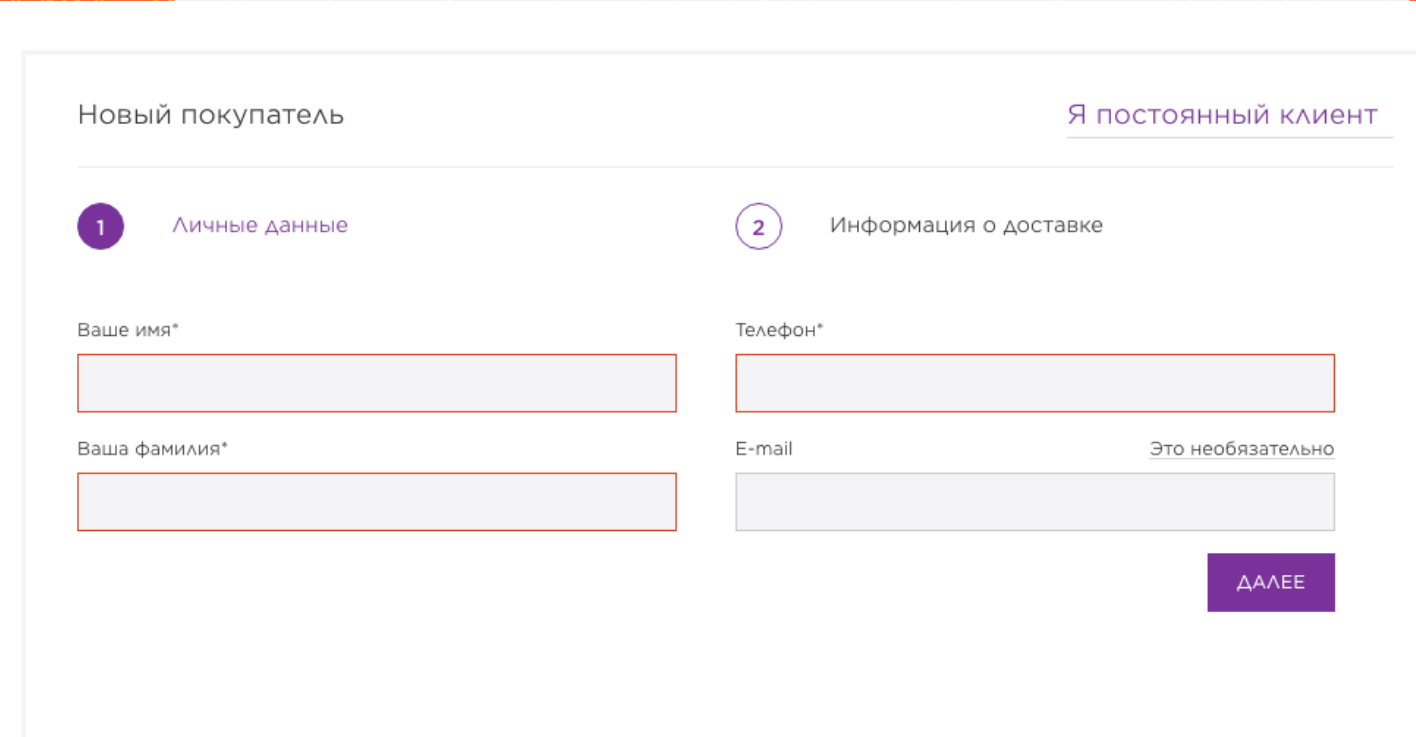 Новый покупатель
Я постоянный клиент
1 Личные данные
2 Информация о доставке
Ваше имя*
Телефон*
Ваша фамилия*
E-mail
Это необязательно
ДАЛЕЕ